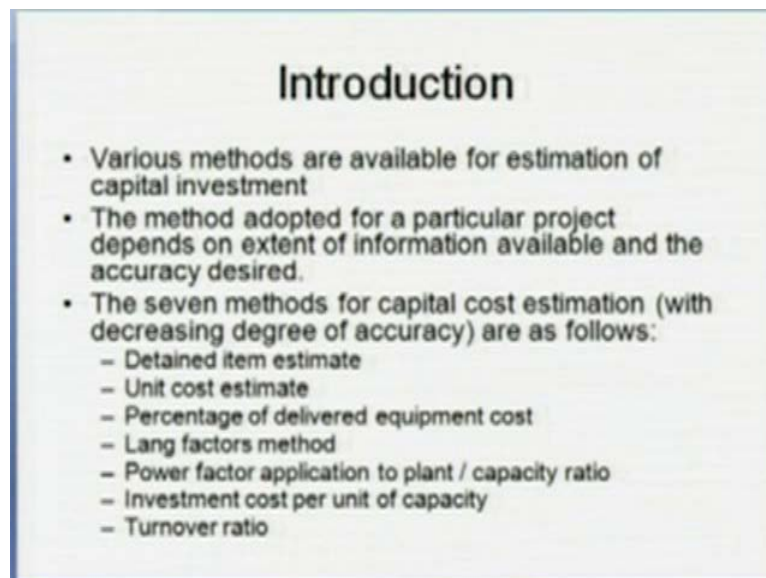 Introduction
• Various methods are available for estimation of
capital investment
• The method adopted for a particular project
depends on extent of information available and the
accuracy desired.
• The seven methods for capital cost estimation (with
decreasing degree of accuracy) are as follows:
– Detained item estimate
– Unit cost estimate
– Percentage of delivered equipment cost
– Lang factors method
– Power factor application to plant / capacity ratio
– Investment cost per unit of capacity
– Turnover ratio